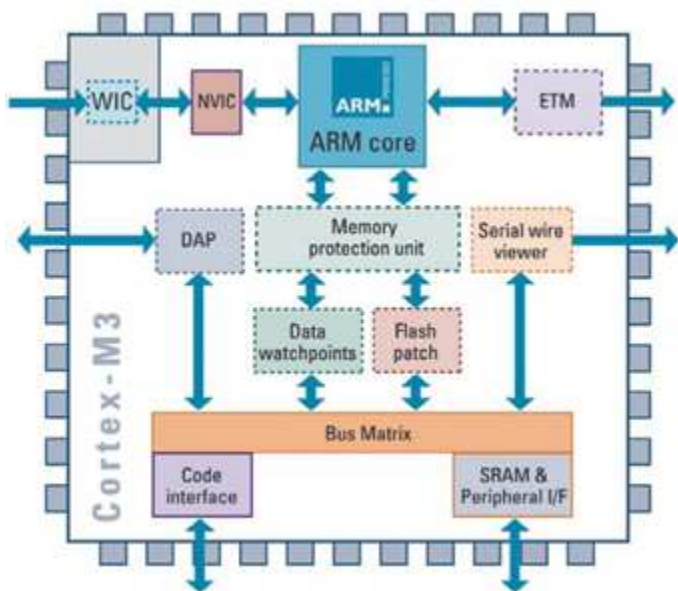 WIC
NVIC
ARM
ARM core
ETM
DAP
Memory
protection unit
Serial wire
viewer
Data
watchpoints
Flash
patch
Cortex-M3
Bus Matrix
Code
interface
SRAM &
Peripheral I/F